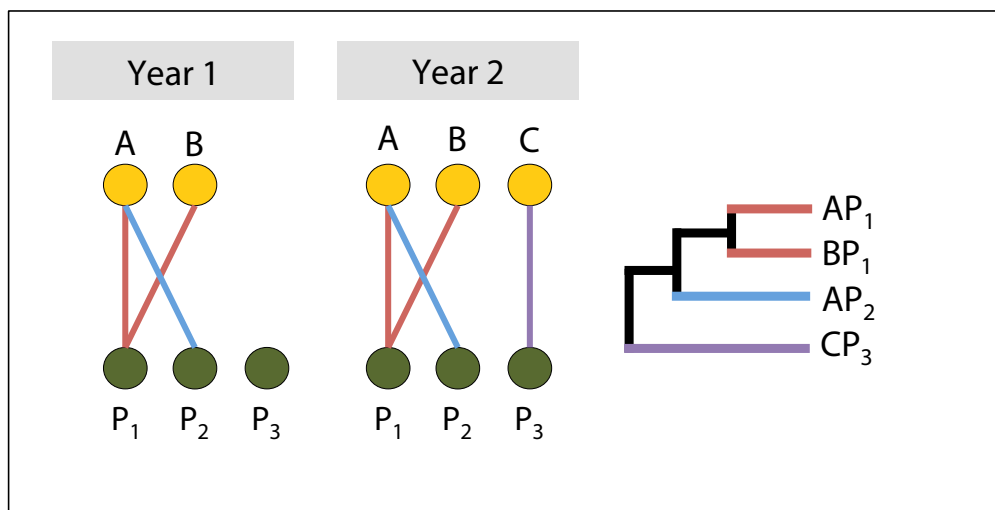 Year 1
Year 2
A B
A B C
P₁ P₂ P₃
P₁ P₂ P₃
AP₁
BP₁
AP₂
CP₃